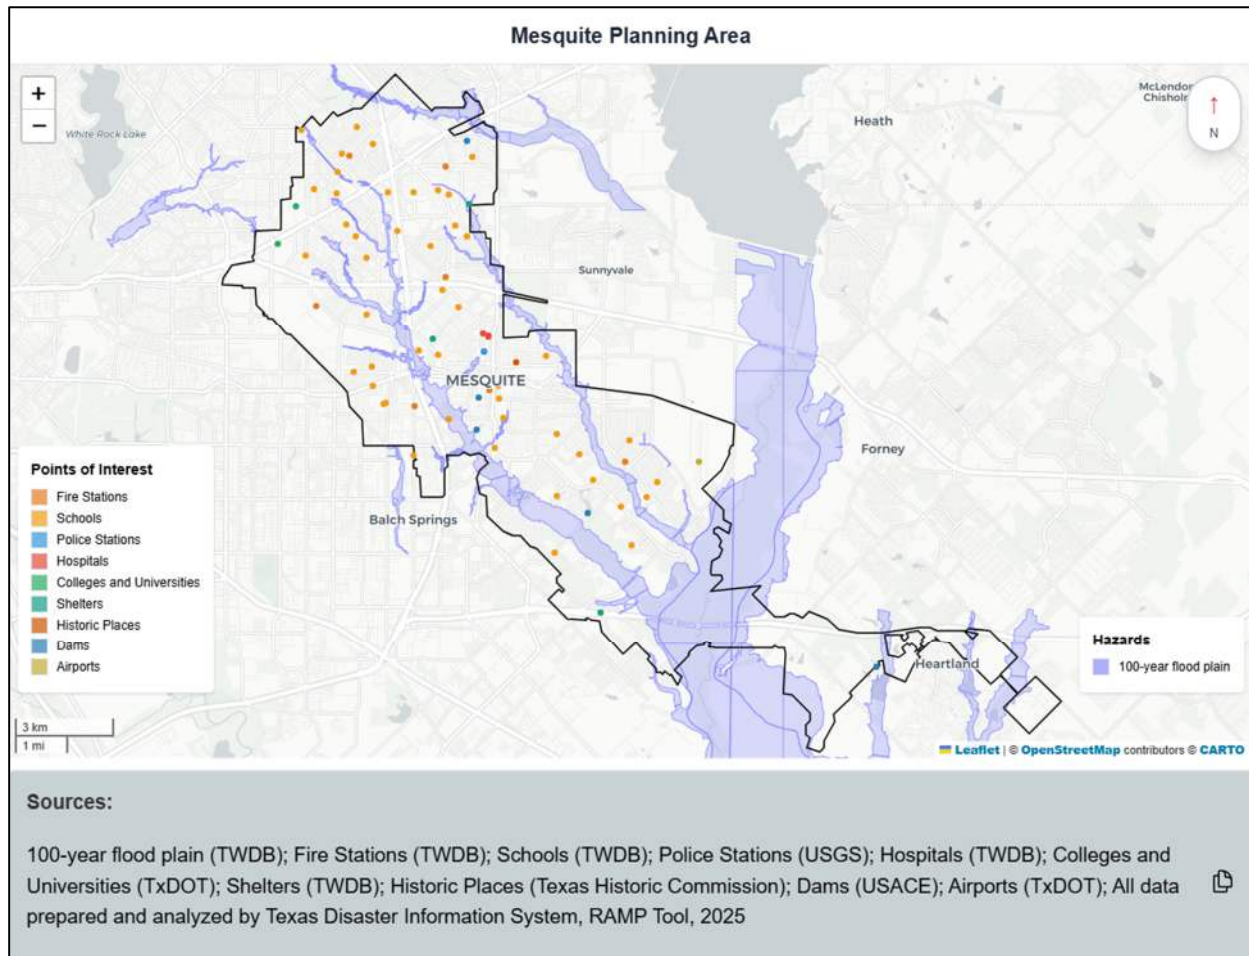 Mesquite Planning Area
+
−
White Rock Lake
McLendon
Chisholm
Heath
N
Sunnyvale
MESQUITE
Forney
Balch Springs
Heartland
Points of Interest
Fire Stations
Schools
Police Stations
Hospitals
Colleges and Universities
Shelters
Historic Places
Dams
Airports
Hazards
100-year flood plain
3 km
1 mi
Leaflet | © OpenStreetMap contributors © CARTO
Sources:
100-year flood plain (TWDB); Fire Stations (TWDB); Schools (TWDB); Police Stations (USGS); Hospitals (TWDB); Colleges and
Universities (TxDOT); Shelters (TWDB); Historic Places (Texas Historic Commission); Dams (USACE); Airports (TxDOT); All data
prepared and analyzed by Texas Disaster Information System, RAMP Tool, 2025